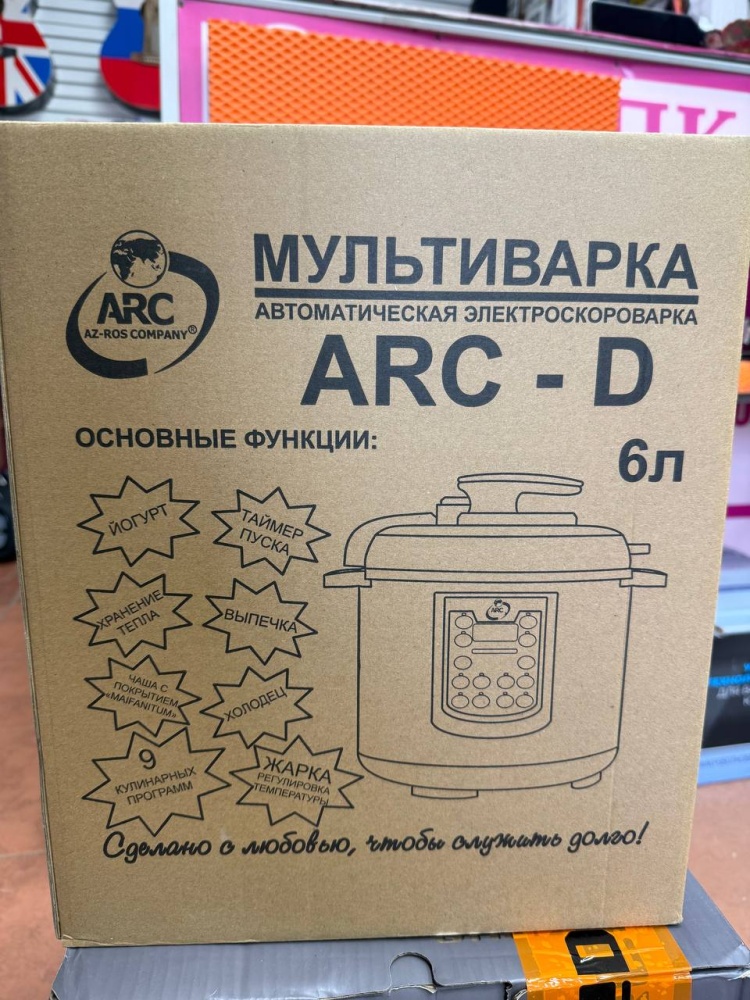 ARC
AZ-ROS COMPANY®
МУЛЬТИВАРКА
АВТОМАТИЧЕСКАЯ ЭЛЕКТРОСКОРОВАРКА
ARC - D
6л
ОСНОВНЫЕ ФУНКЦИИ:
ЙОГУРТ
ТАЙМЕР
ПУСКА
ХРАНЕНИЕ
ТЕПЛА
ВЫПЕЧКА
ЧАША С
ПОКРЫТИЕМ
«MAIFANITUM»
ХОЛОДЕЦ
9
КУЛИНАРНЫХ
ПРОГРАММ
ЖАРКА
РЕГУЛИРОВКА
ТЕМПЕРАТУРЫ
ARC
Сделано с любовью, чтобы служить долго!